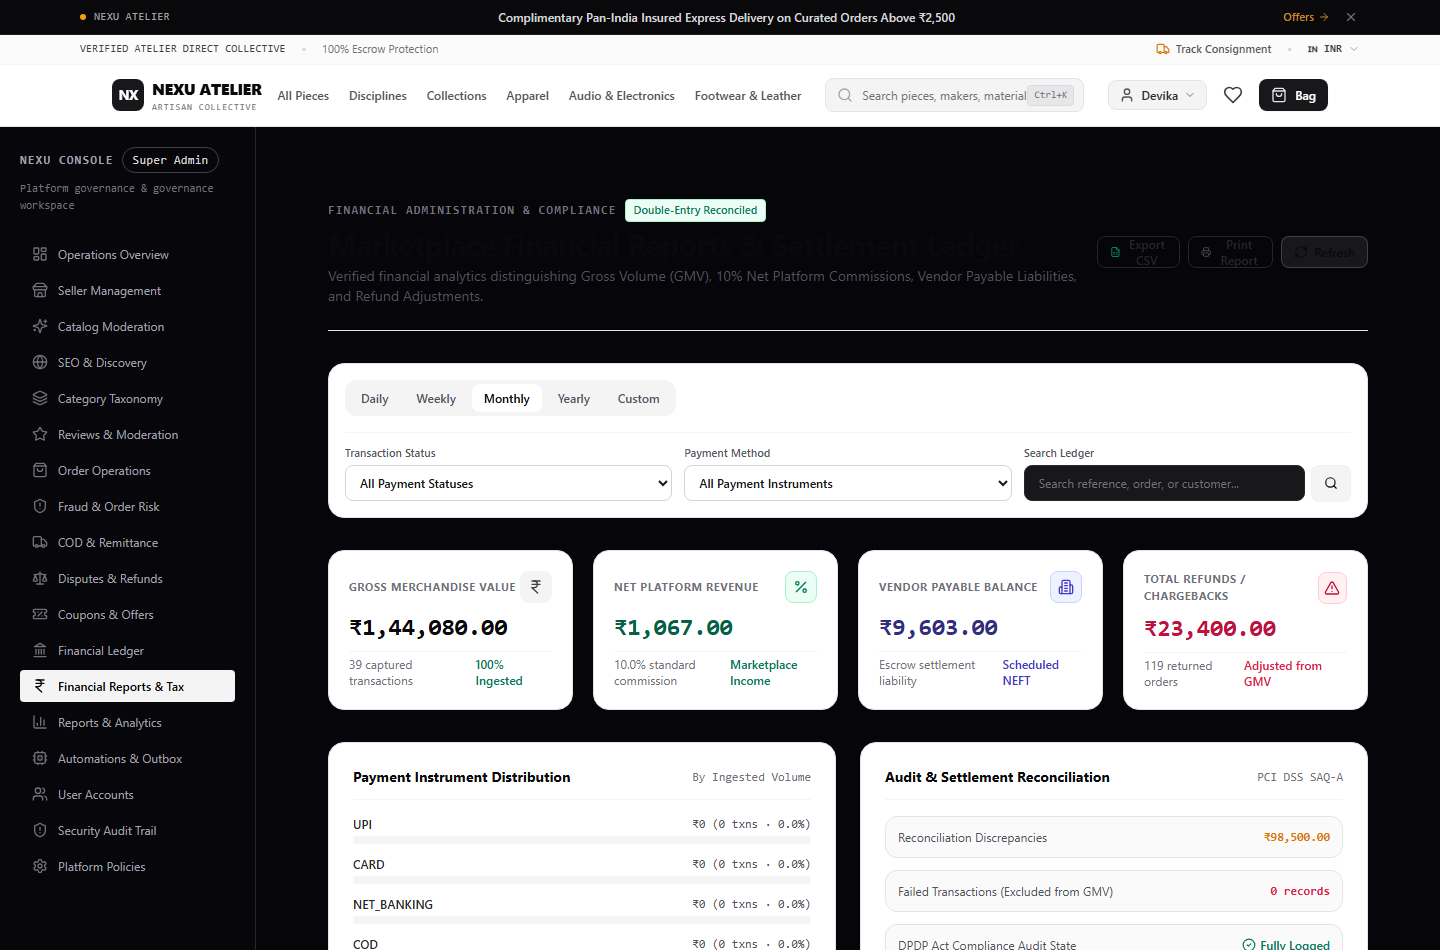 NEXU ATELIER
Complimentary Pan-India Insured Express Delivery on Curated Orders Above ₹2,500
Offers →
VERIFIED ATELIER DIRECT COLLECTIVE • 100% Escrow Protection
Track Consignment • IN INR
NX NEXU ATELIER
ARTISAN COLLECTIVE
All Pieces
Disciplines
Collections
Apparel
Audio & Electronics
Footwear & Leather
Search pieces, makers, material
Ctrl+K
Devika
Bag
NEXU CONSOLE
Super Admin
Platform governance & governance
workspace
Operations Overview
Seller Management
Catalog Moderation
SEO & Discovery
Category Taxonomy
Reviews & Moderation
Order Operations
Fraud & Order Risk
COD & Remittance
Disputes & Refunds
Coupons & Offers
Financial Ledger
Financial Reports & Tax
Reports & Analytics
Automations & Outbox
User Accounts
Security Audit Trail
Platform Policies
FINANCIAL ADMINISTRATION & COMPLIANCE
Double-Entry Reconciled
Marketplace Financial Reports & Settlement Ledger
Verified financial analytics distinguishing Gross Volume (GMV), 10% Net Platform Commissions, Vendor Payable Liabilities,
and Refund Adjustments.
Export
CSV
Print
Report
Refresh
Daily
Weekly
Monthly
Yearly
Custom
Transaction Status
All Payment Statuses
Payment Method
All Payment Instruments
Search Ledger
Search reference, order, or customer...
GROSS MERCHANDISE VALUE
₹
₹1,44,080.00
39 captured
transactions
100%
Ingested
NET PLATFORM REVENUE
₹1,067.00
10.0% standard
commission
Marketplace
Income
VENDOR PAYABLE BALANCE
₹9,603.00
Escrow settlement
liability
Scheduled
NEFT
TOTAL REFUNDS /
CHARGEBACKS
₹23,400.00
119 returned
orders
Adjusted from
GMV
Payment Instrument Distribution
By Ingested Volume
UPI
₹0 (0 txns · 0.0%)
CARD
₹0 (0 txns · 0.0%)
NET_BANKING
₹0 (0 txns · 0.0%)
COD
₹0 (0 txns · 0.0%)
Audit & Settlement Reconciliation
PCI DSS SAQ-A
Reconciliation Discrepancies
₹98,500.00
Failed Transactions (Excluded from GMV)
0 records
DPDP Act Compliance Audit State
Fully Logged